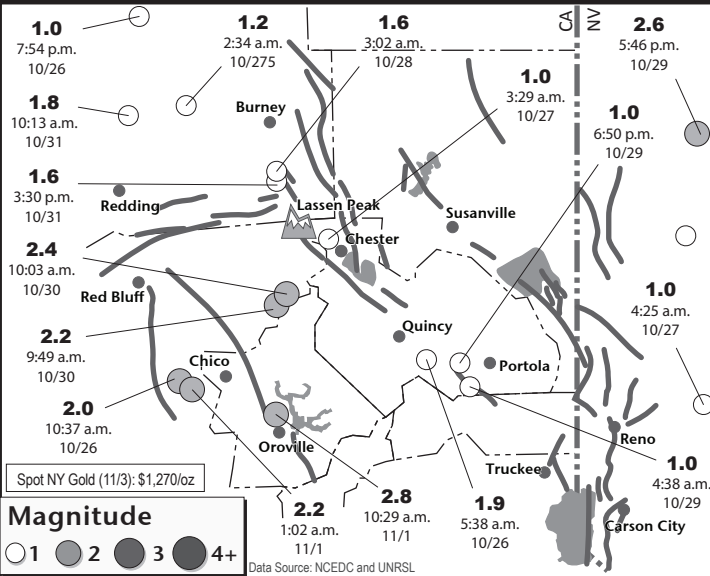 1.0
7:54 p.m.
10/26
1.2
2:34 a.m.
10/275
1.6
3:02 a.m.
10/28
CA
NV
2.6
5:46 p.m.
10/29
1.0
3:29 a.m.
10/27
1.8
10:13 a.m.
10/31
Burney
1.0
6:50 p.m.
10/29
1.6
3:30 p.m.
10/31
Redding
Lassen Peak
Susanville
Chester
2.4
10:03 a.m.
10/30
Red Bluff
1.0
4:25 a.m.
10/27
2.2
9:49 a.m.
10/30
Quincy
Chico
Portola
2.0
10:37 a.m.
10/26
Oroville
Reno
Truckee
1.0
4:38 a.m.
10/29
Spot NY Gold (11/3): $1,270/oz
2.2
1:02 a.m.
11/1
2.8
10:29 a.m.
11/1
1.9
5:38 a.m.
10/26
Carson City
Magnitude
1 2 3 4+
Data Source: NCEDC and UNRSL